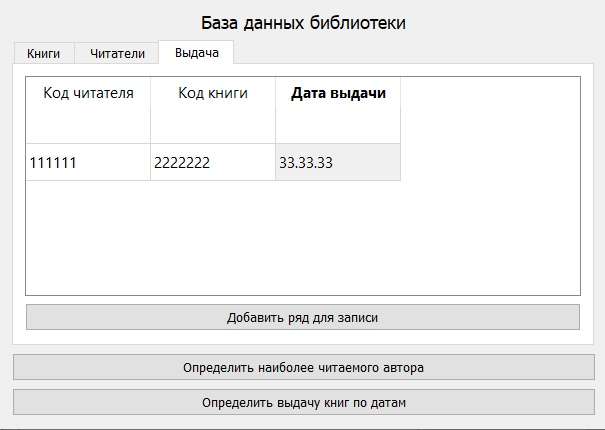 База данных библиотеки
Книги Читатели Выдача
Код читателя Код книги Дата выдачи
111111 2222222 33.33.33
Добавить ряд для записи
Определить наиболее читаемого автора
Определить выдачу книг по датам